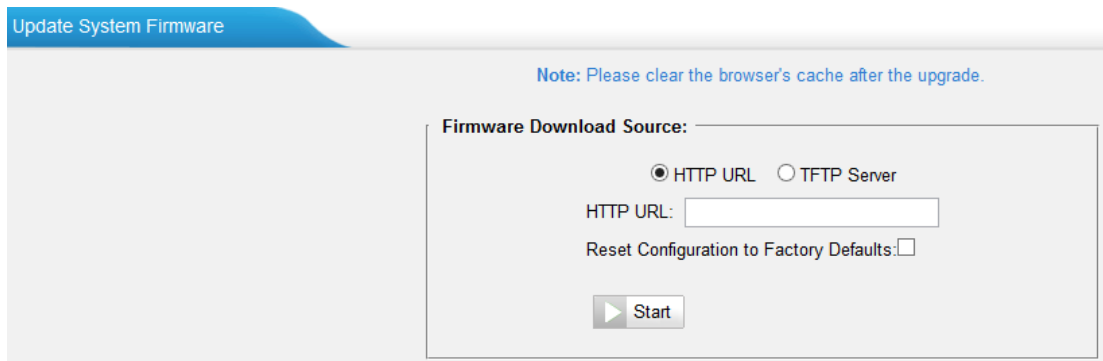 Update System Firmware
Note: Please clear the browser's cache after the upgrade.
Firmware Download Source:
HTTP URL TFTP Server
HTTP URL:
Reset Configuration to Factory Defaults:
Start